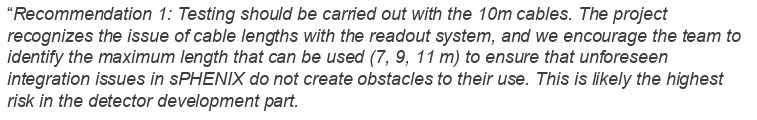 “Recommendation 1: Testing should be carried out with the 10m cables. The project
recognizes the issue of cable lengths with the readout system, and we encourage the team to
identify the maximum length that can be used (7, 9, 11 m) to ensure that unforeseen
integration issues in sPHENIX do not create obstacles to their use. This is likely the highest
risk in the detector development part.